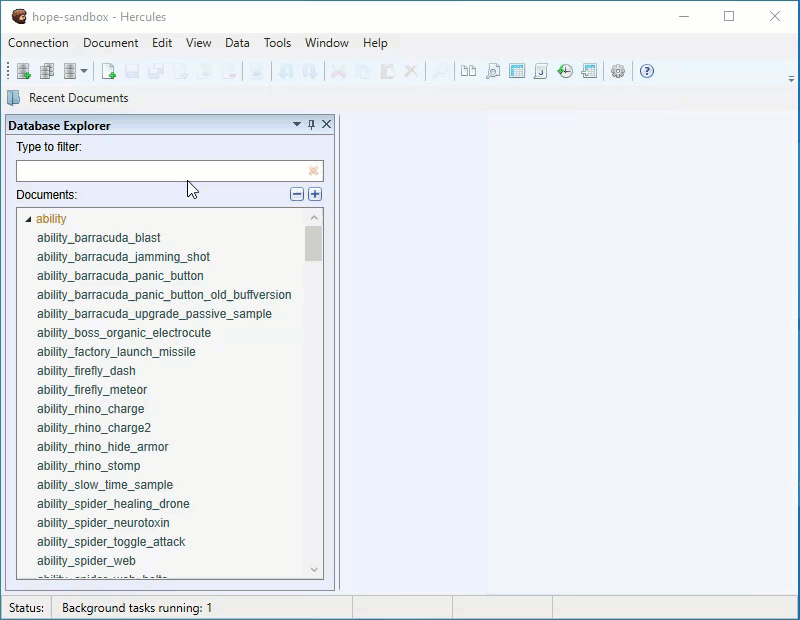 hope-sandbox - Hercules
Connection Document Edit View Data Tools Window Help
Recent Documents
Database Explorer
Type to filter:
Documents:
ability
ability_barracuda_blast
ability_barracuda_jamming_shot
ability_barracuda_panic_button
ability_barracuda_panic_button_old_buffversion
ability_barracuda_upgrade_passive_sample
ability_boss_organic_electrocute
ability_factory_launch_missile
ability_firefly_dash
ability_firefly_meteor
ability_rhino_charge
ability_rhino_charge2
ability_rhino_hide_armor
ability_rhino_stomp
ability_slow_time_sample
ability_spider_healing_drone
ability_spider_neurotoxin
ability_spider_toggle_attack
ability_spider_web
Status: Background tasks running: 1